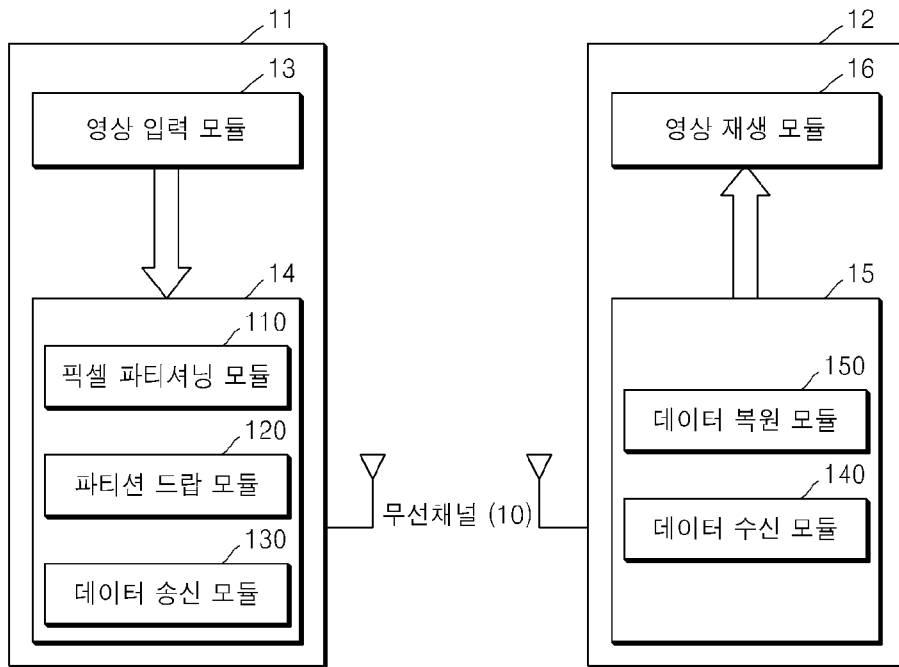 11
13
영상 입력 모듈
14
110
픽셀 파티셔닝 모듈
120
파티션 드랍 모듈
130
데이터 송신 모듈
무선채널 (10)
12
16
영상 재생 모듈
15
150
데이터 복원 모듈
140
데이터 수신 모듈